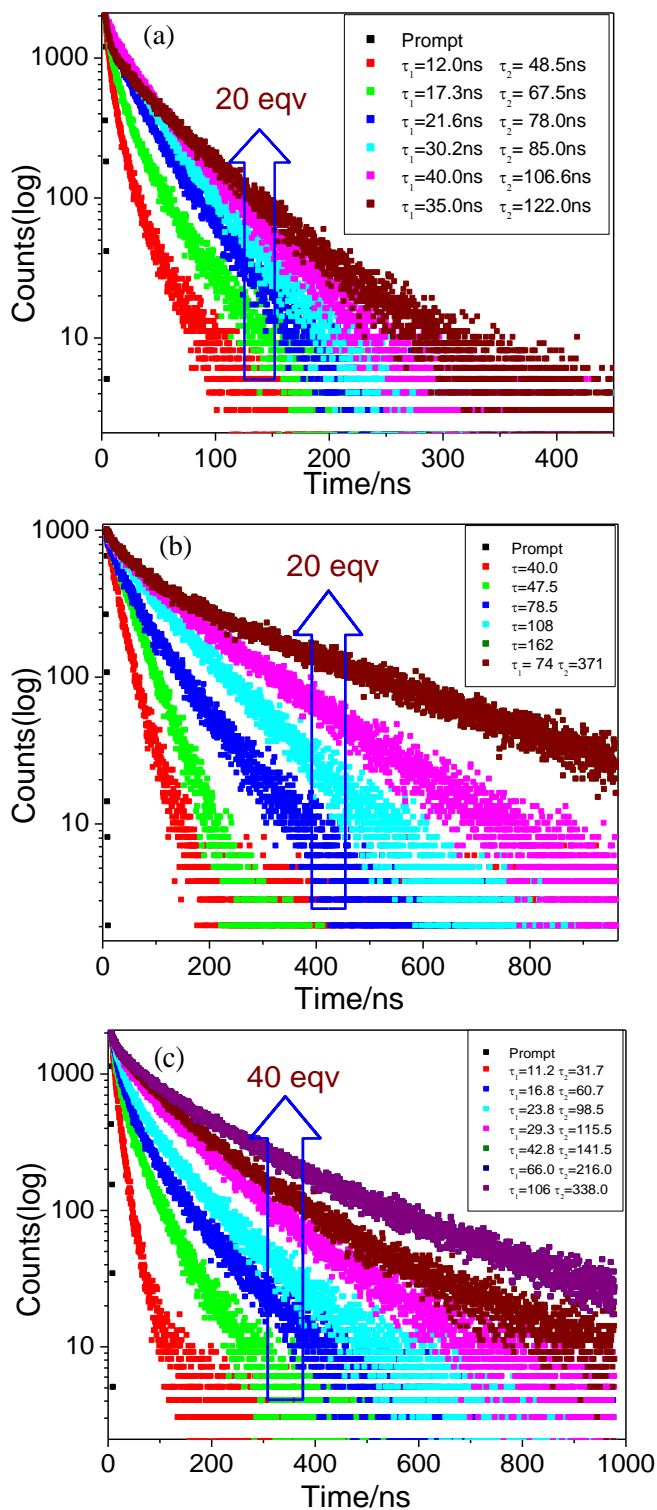 (a)
20 eqv
Prompt
τ1=12.0ns τ2= 48.5ns
τ1=17.3ns τ2= 67.5ns
τ1=21.6ns τ2= 78.0ns
τ1=30.2ns τ2= 85.0ns
τ1=40.0ns τ2=106.6ns
τ1=35.0ns τ2=122.0ns
Counts(log)
1000
100
10
0 100 200 300 400
Time/ns
(b)
20 eqv
Prompt
τ=40.0
τ=47.5
τ=78.5
τ=108
τ=162
τ1= 74 τ2=371
Counts(log)
1000
100
10
0 200 400 600 800
Time/ns
(c)
40 eqv
Prompt
τ1=11.2 τ2=31.7
τ1=16.8 τ2=60.7
τ1=23.8 τ2=98.5
τ1=29.3 τ2=115.5
τ1=42.8 τ2=141.5
τ1=66.0 τ2=216.0
τ1=106 τ2=338.0
Counts(log)
1000
100
10
0 200 400 600 800 1000
Time/ns